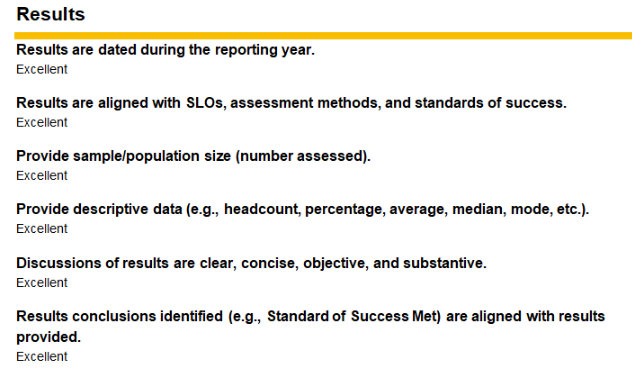 Results
Results are dated during the reporting year.
Excellent
Results are aligned with SLOs, assessment methods, and standards of success.
Excellent
Provide sample/population size (number assessed).
Excellent
Provide descriptive data (e.g., headcount, percentage, average, median, mode, etc.).
Excellent
Discussions of results are clear, concise, objective, and substantive.
Excellent
Results conclusions identified (e.g., Standard of Success Met) are aligned with results
provided.
Excellent